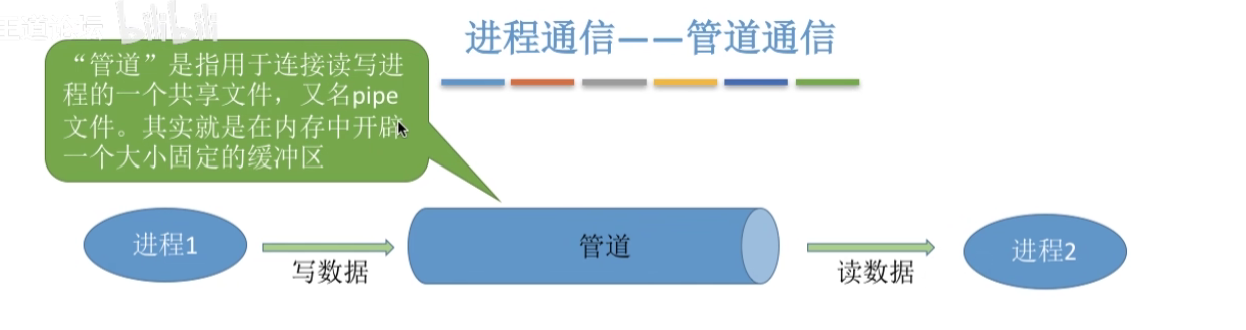 王道论坛 bilibili
进程通信——管道通信
“管道”是指用于连接读写进
程的一个共享文件，又名pipe
文件。其实就是在内存中开辟
一个大小固定的缓冲区
进程1
写数据
管道
读数据
进程2